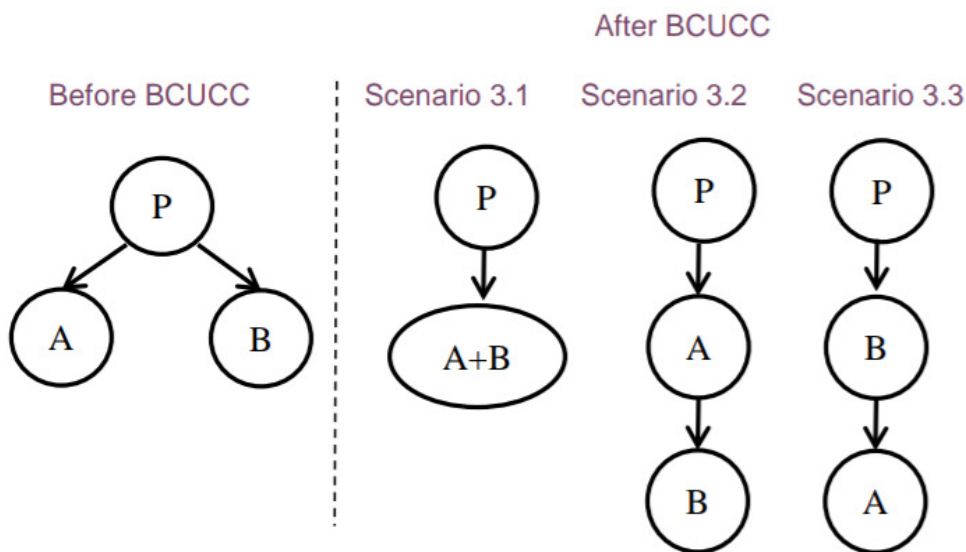 After BCUCC
Before BCUCC
Scenario 3.1
Scenario 3.2
Scenario 3.3
P
A
B
P
A+B
P
A
B
P
B
A